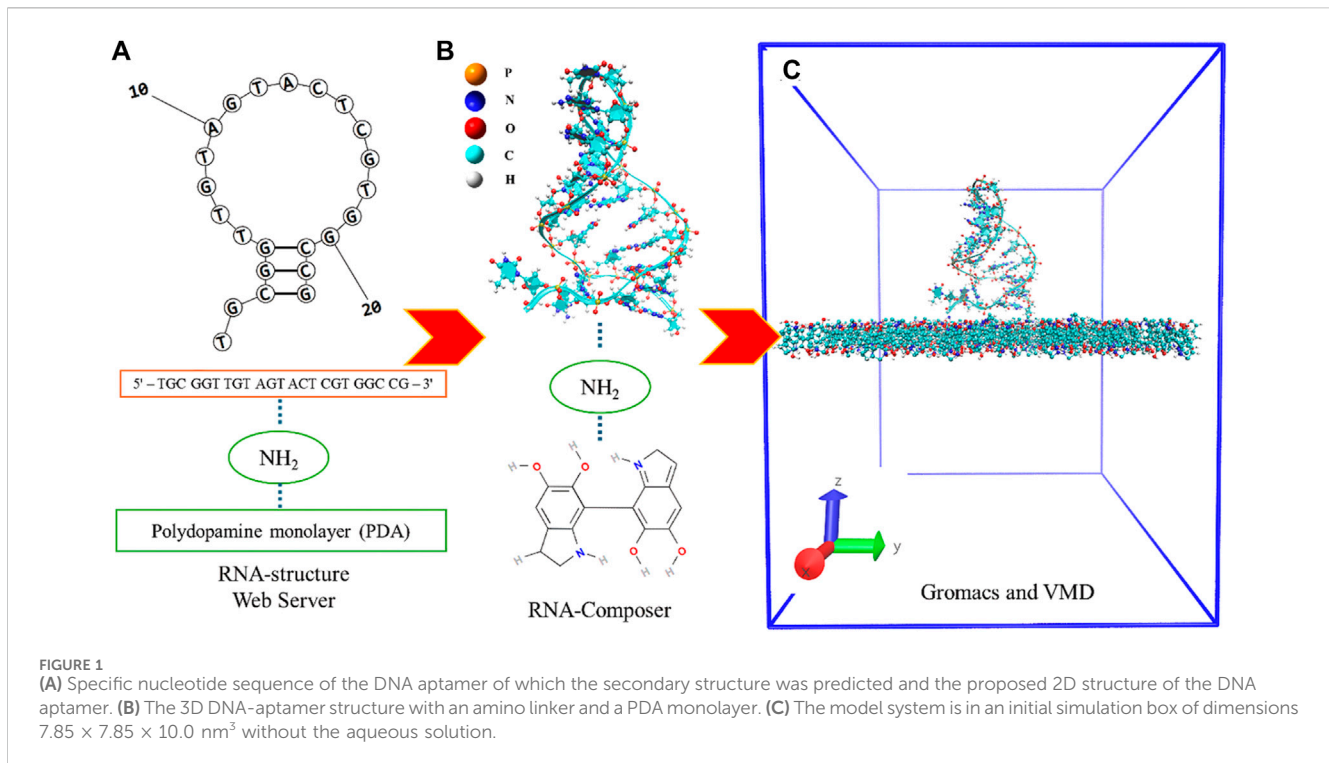 A
10
T G C G G T T G T A G T A C T C G T G G C C G
20
5' – TGC GGT TGT AGT ACT CGT GGC CG – 3'
NH2
Polydopamine monolayer (PDA)
RNA-structure
Web Server
B
P
N
O
C
H
NH2
H O O H H N
H N H O O H H
RNA-Composer
C
z
y
x
Gromacs and VMD
FIGURE 1
(A) Specific nucleotide sequence of the DNA aptamer of which the secondary structure was predicted and the proposed 2D structure of the DNA
aptamer. (B) The 3D DNA-aptamer structure with an amino linker and a PDA monolayer. (C) The model system is in an initial simulation box of dimensions
7.85 × 7.85 × 10.0 nm³ without the aqueous solution.